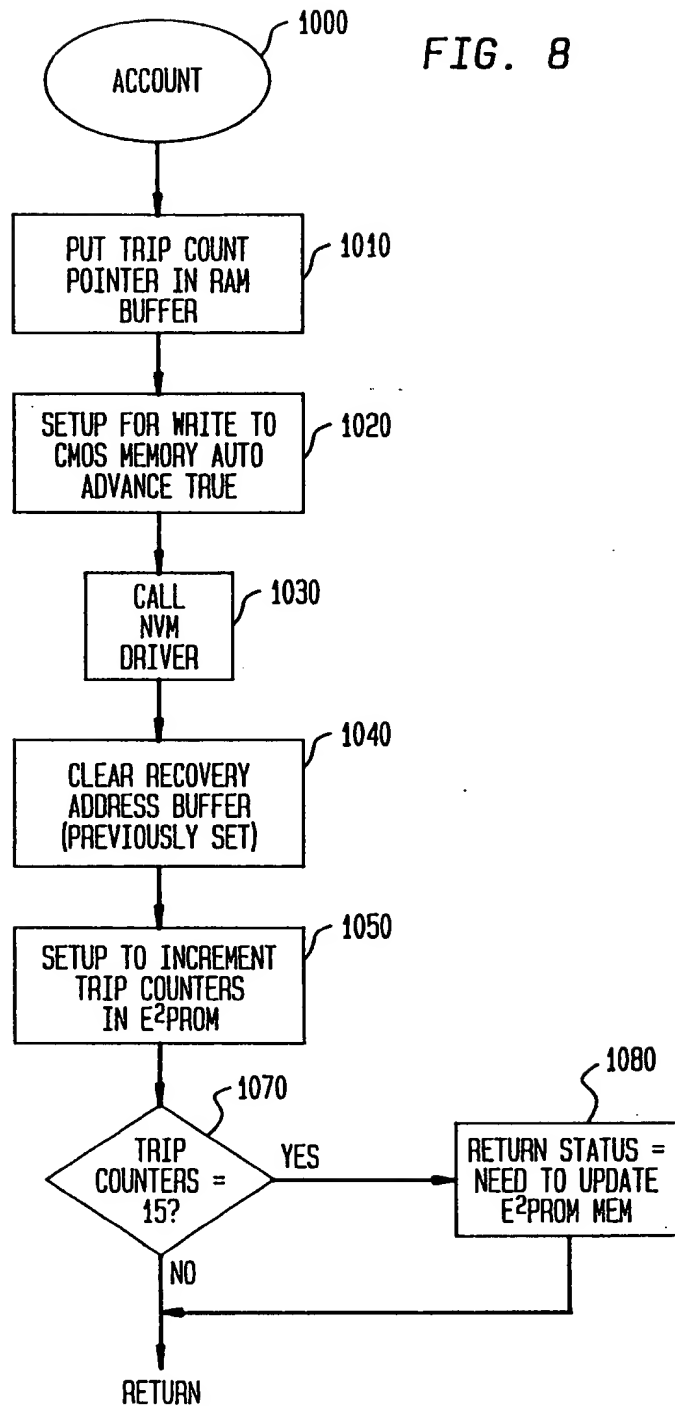 FIG. 8
1000
ACCOUNT
PUT TRIP COUNT
POINTER IN RAM
BUFFER
1010
SETUP FOR WRITE TO
CMOS MEMORY AUTO
ADVANCE TRUE
1020
CALL
NVM
DRIVER
1030
CLEAR RECOVERY
ADDRESS BUFFER
(PREVIOUSLY SET)
1040
SETUP TO INCREMENT
TRIP COUNTERS
IN E²PROM
1050
TRIP
COUNTERS =
15?
1070
YES
1080
RETURN STATUS =
NEED TO UPDATE
E²PROM MEM
NO
RETURN